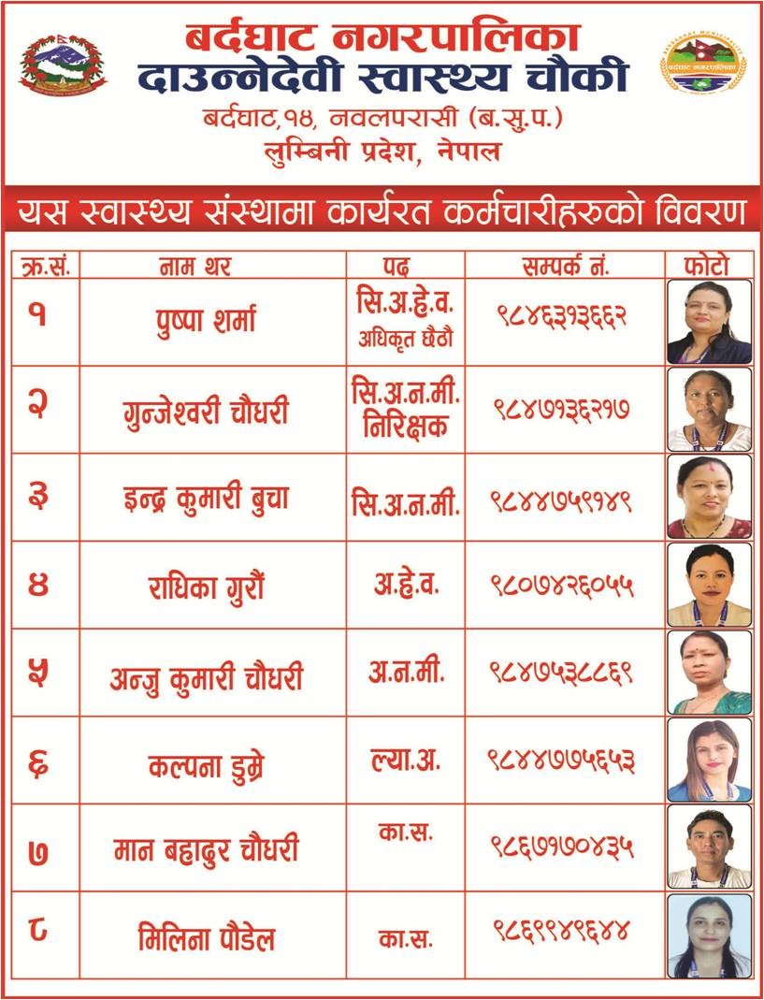 बर्दघाट नगरपालिका
दाउन्नेदेवी स्वास्थ्य चौकी
बर्दघाट,१४, नवलपरासी (ब.सु.प.)
लुम्बिनी प्रदेश, नेपाल
बर्दघाट नगरपालिका
यस स्वास्थ्य संस्थामा कार्यरत कर्मचारीहरुको विवरण
क्र.सं. नाम थर पद सम्पर्क नं. फोटो
१ पुष्पा शर्मा सि.अ.हे.व. ९८४६३१३६६२
अधिकृत छैठौ
२ गुन्जेश्वरी चौधरी सि.अ.न.मी. ९८४७१३६२१७
निरिक्षक
३ इन्द्र कुमारी बुचा सि.अ.न.मी. ९८४४७५९१४९
४ राधिका गुरौं अ.हे.व. ९८०७४२६०५५
५ अन्जु कुमारी चौधरी अ.न.मी. ९८४७५३८८६९
६ कल्पना डुम्रे ल्या.अ. ९८४४७७५६५३
७ मान बहादुर चौधरी का.स. ९८६७१७०४३५
८ मिलिना पौडेल का.स. ९८६९९४९६४४